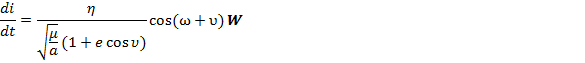 di/dt = η / (√(μ/a) (1 + e cos υ)) cos(ω + υ) W